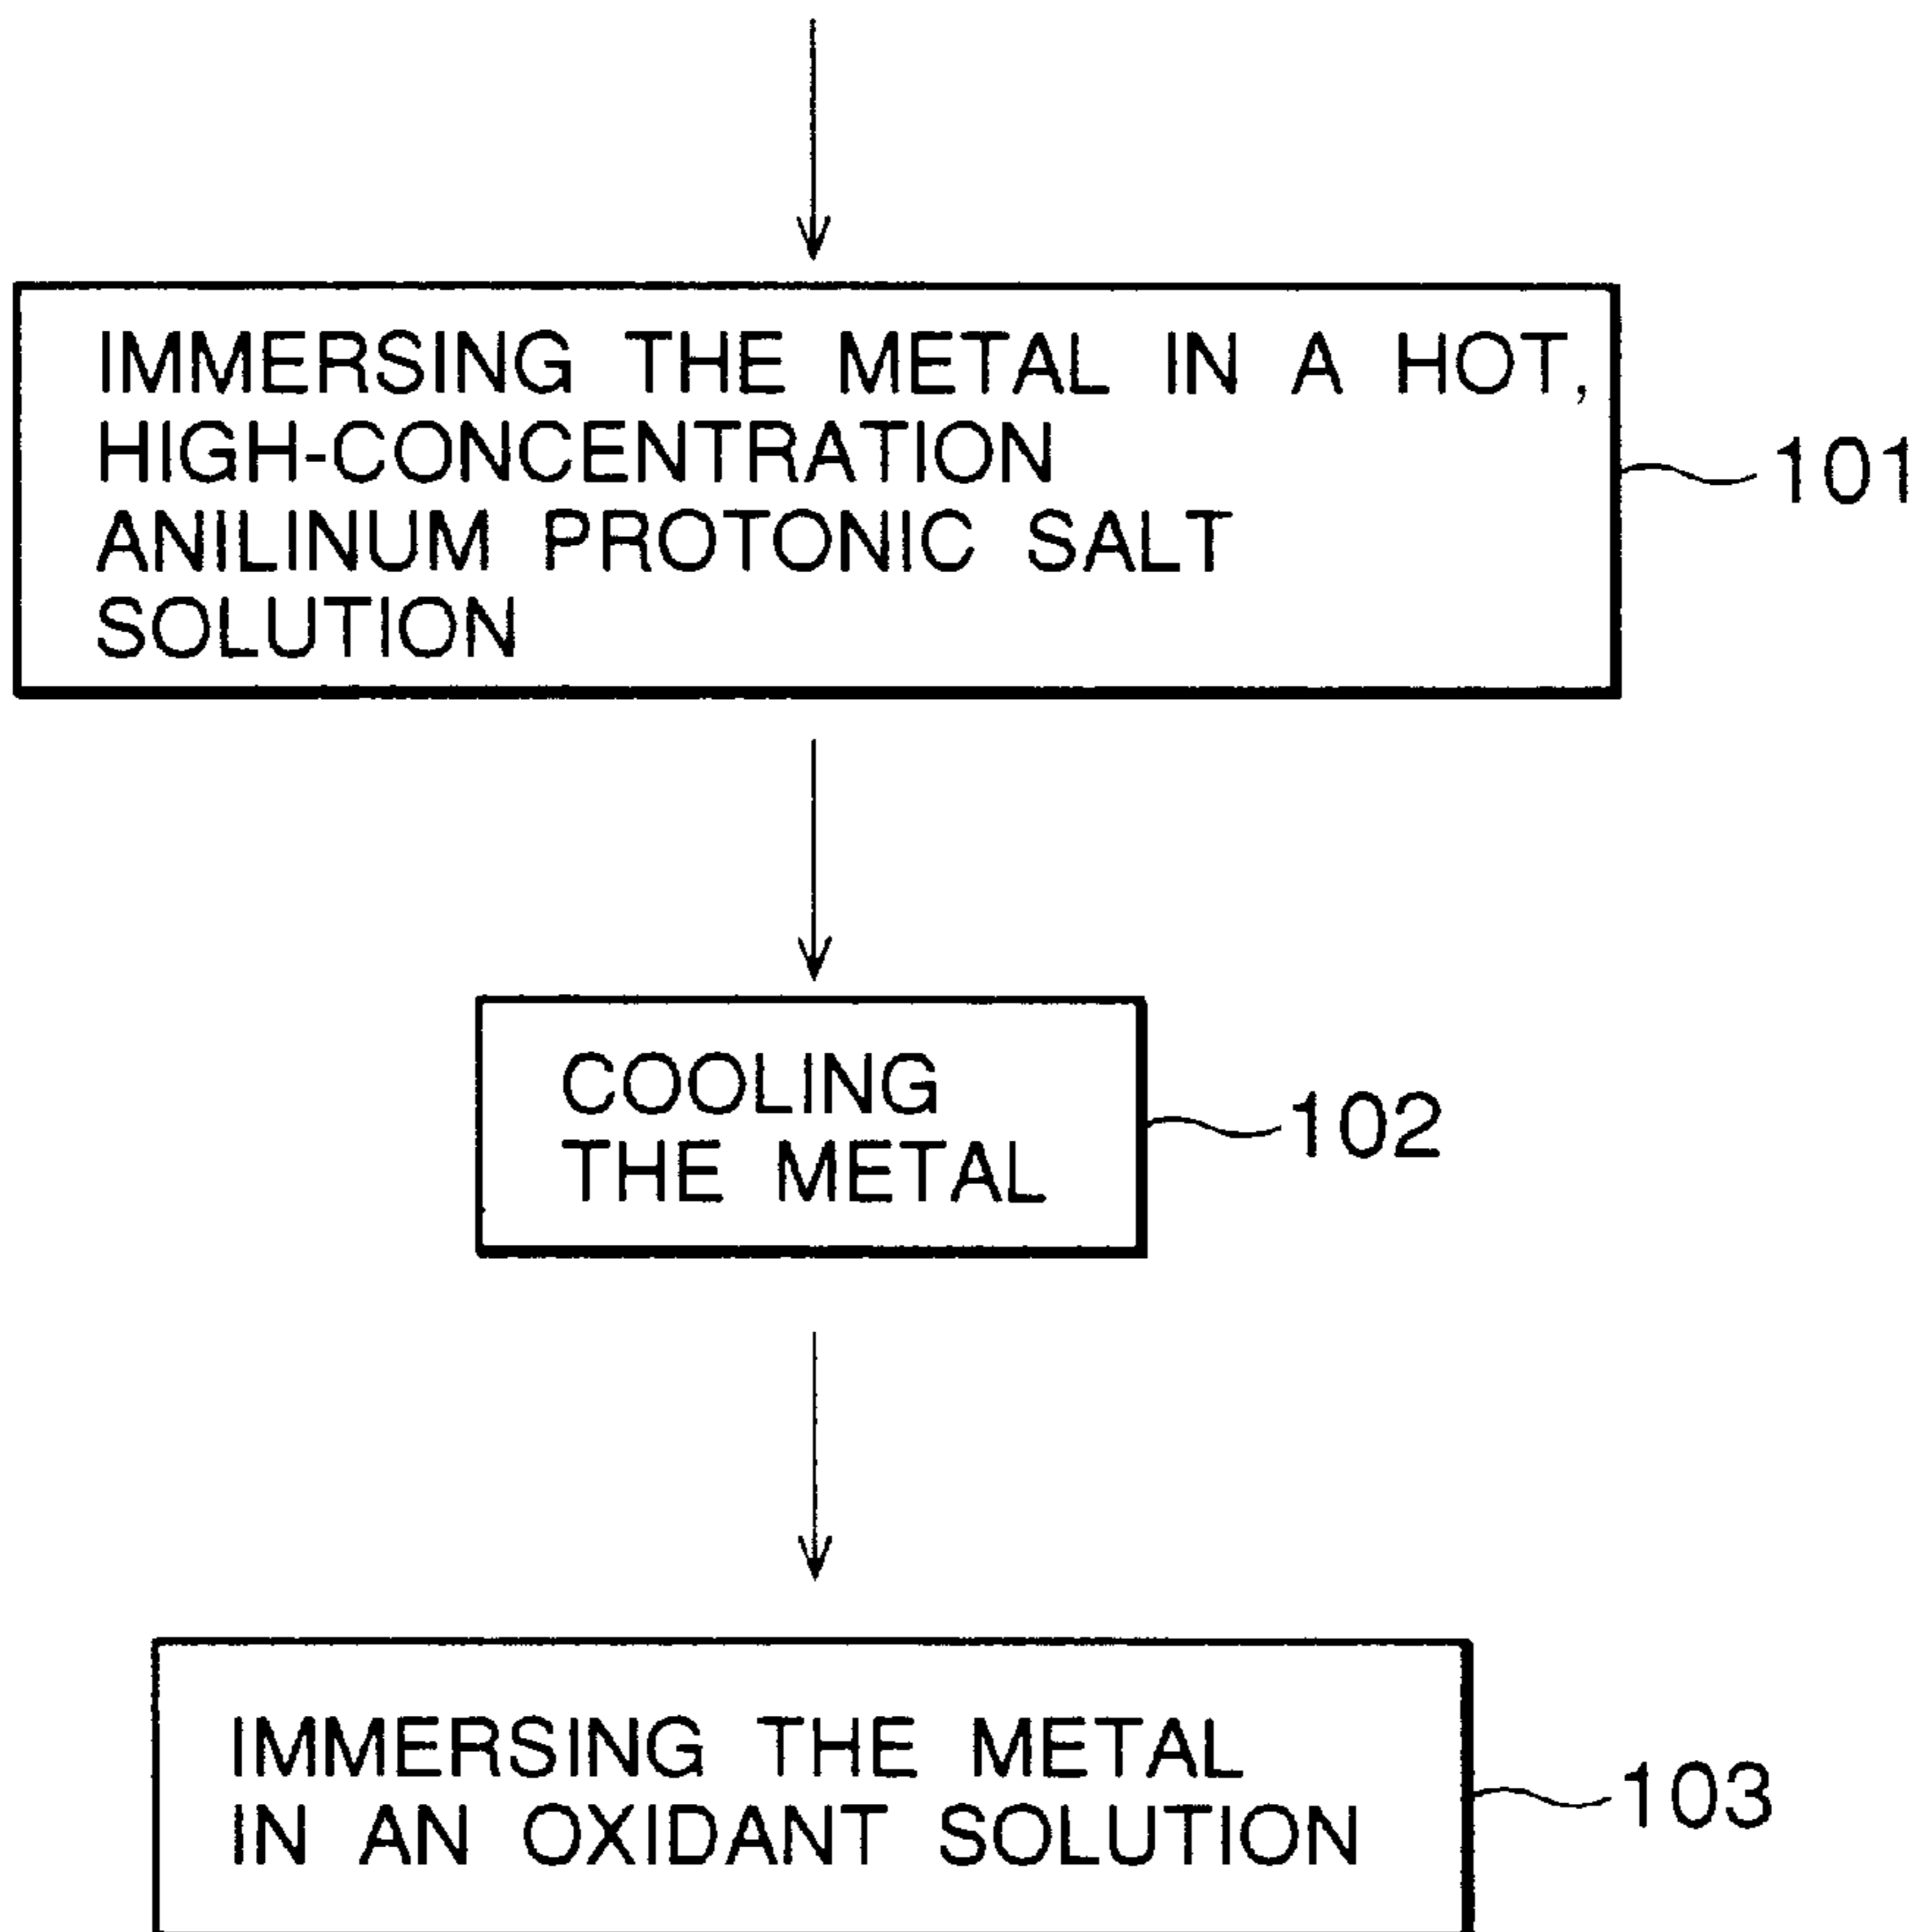 IMMERSING THE METAL IN A HOT,
HIGH-CONCENTRATION
ANILINUM PROTONIC SALT
SOLUTION
101
COOLING
THE METAL
102
IMMERSING THE METAL
IN AN OXIDANT SOLUTION
103